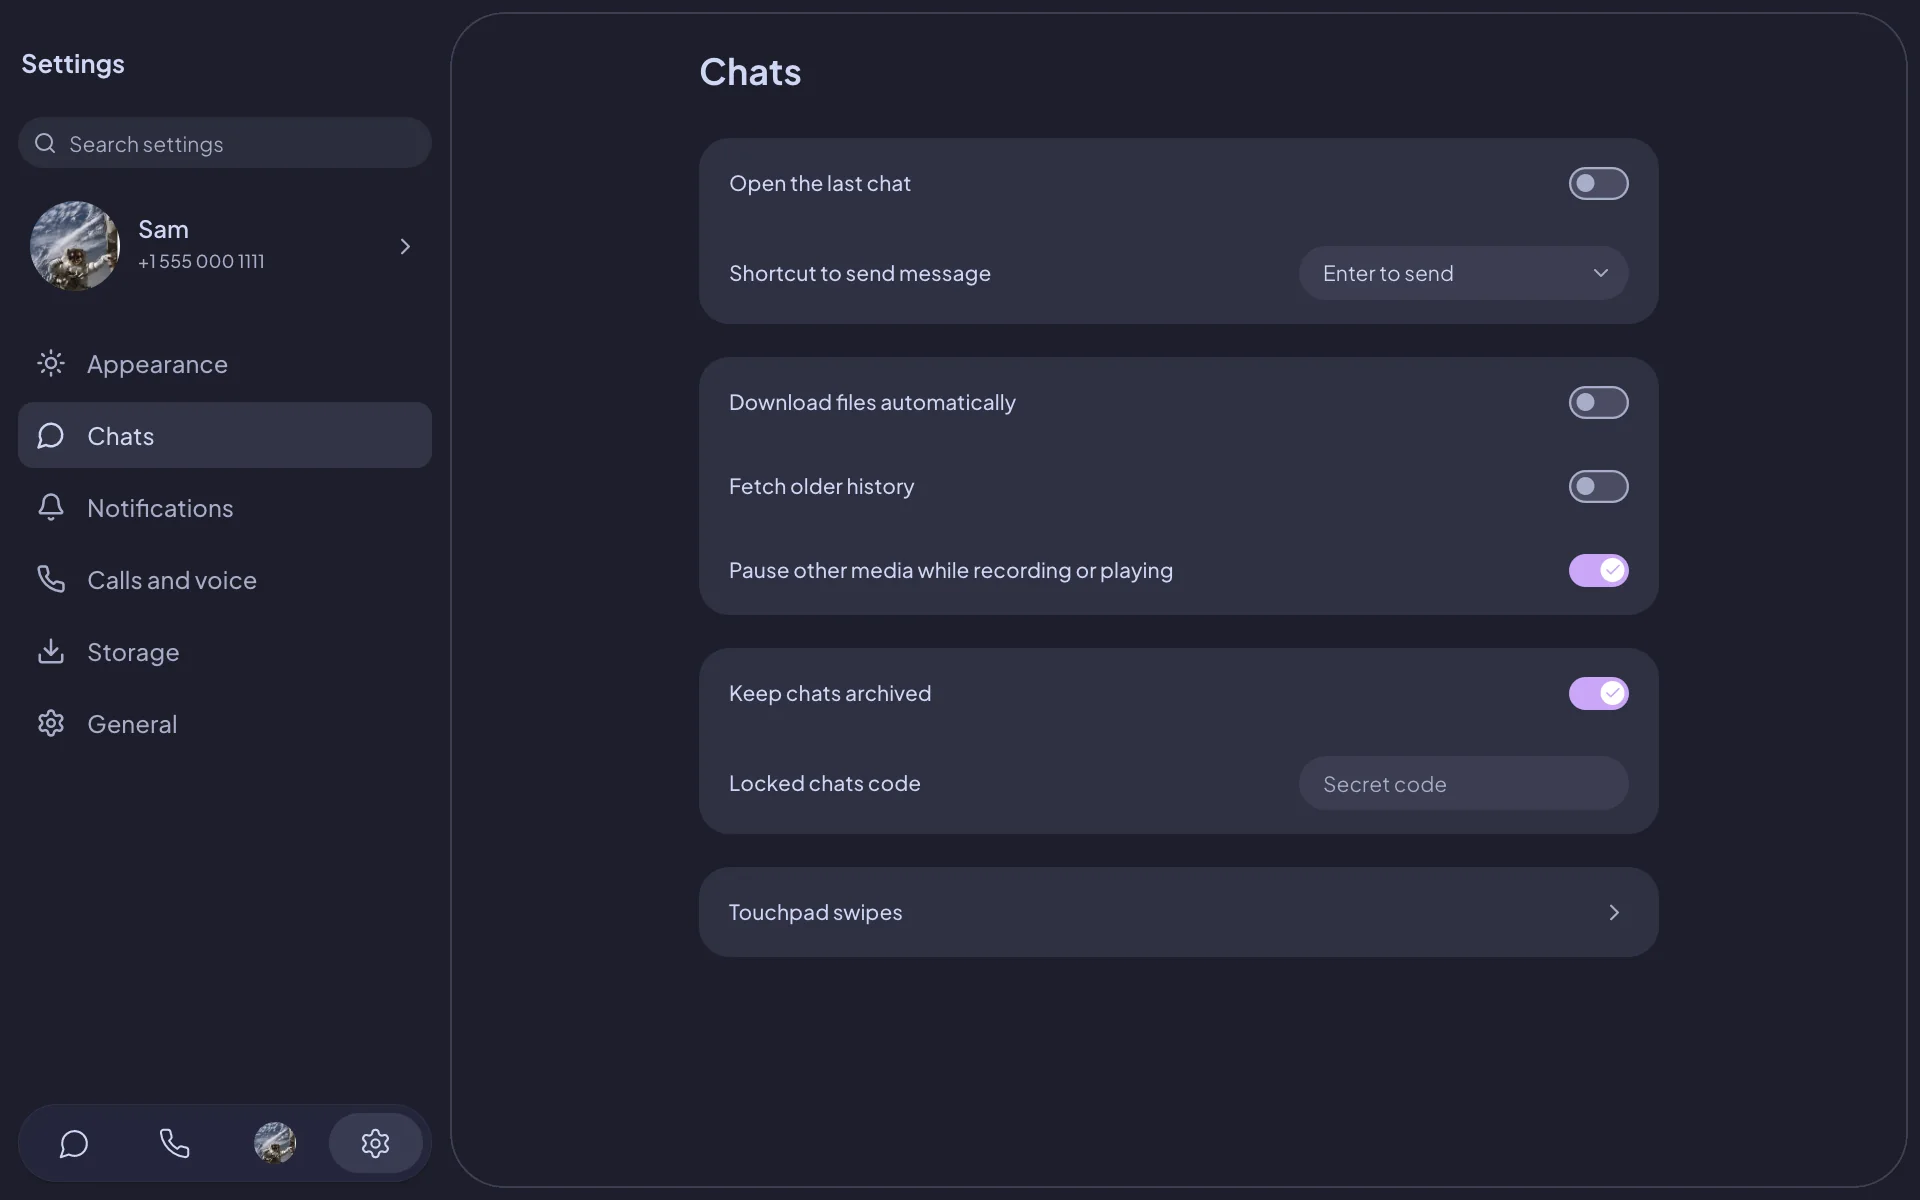 Settings
Search settings
Sam
+1 555 000 1111
Appearance
Chats
Notifications
Calls and voice
Storage
General
Chats
Open the last chat
Shortcut to send message
Enter to send
Download files automatically
Fetch older history
Pause other media while recording or playing
Keep chats archived
Locked chats code
Secret code
Touchpad swipes